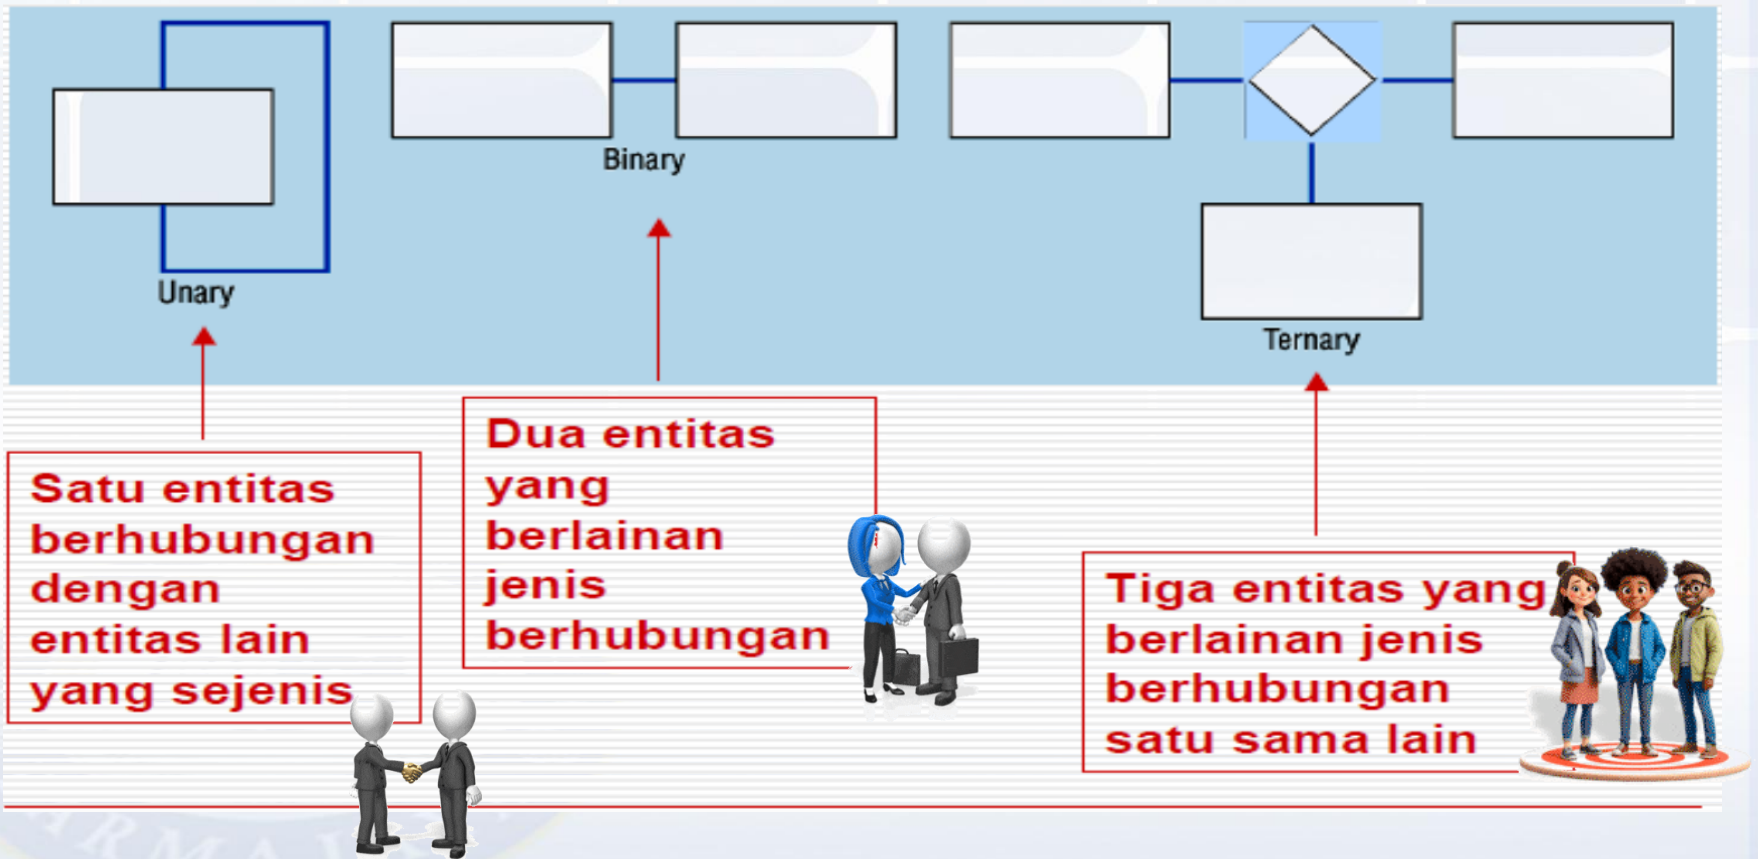 Unary
Binary
Ternary
Satu entitas
berhubungan
dengan
entitas lain
yang sejenis
Dua entitas
yang
berlainan
jenis
berhubungan
Tiga entitas yang
berlainan jenis
berhubungan
satu sama lain